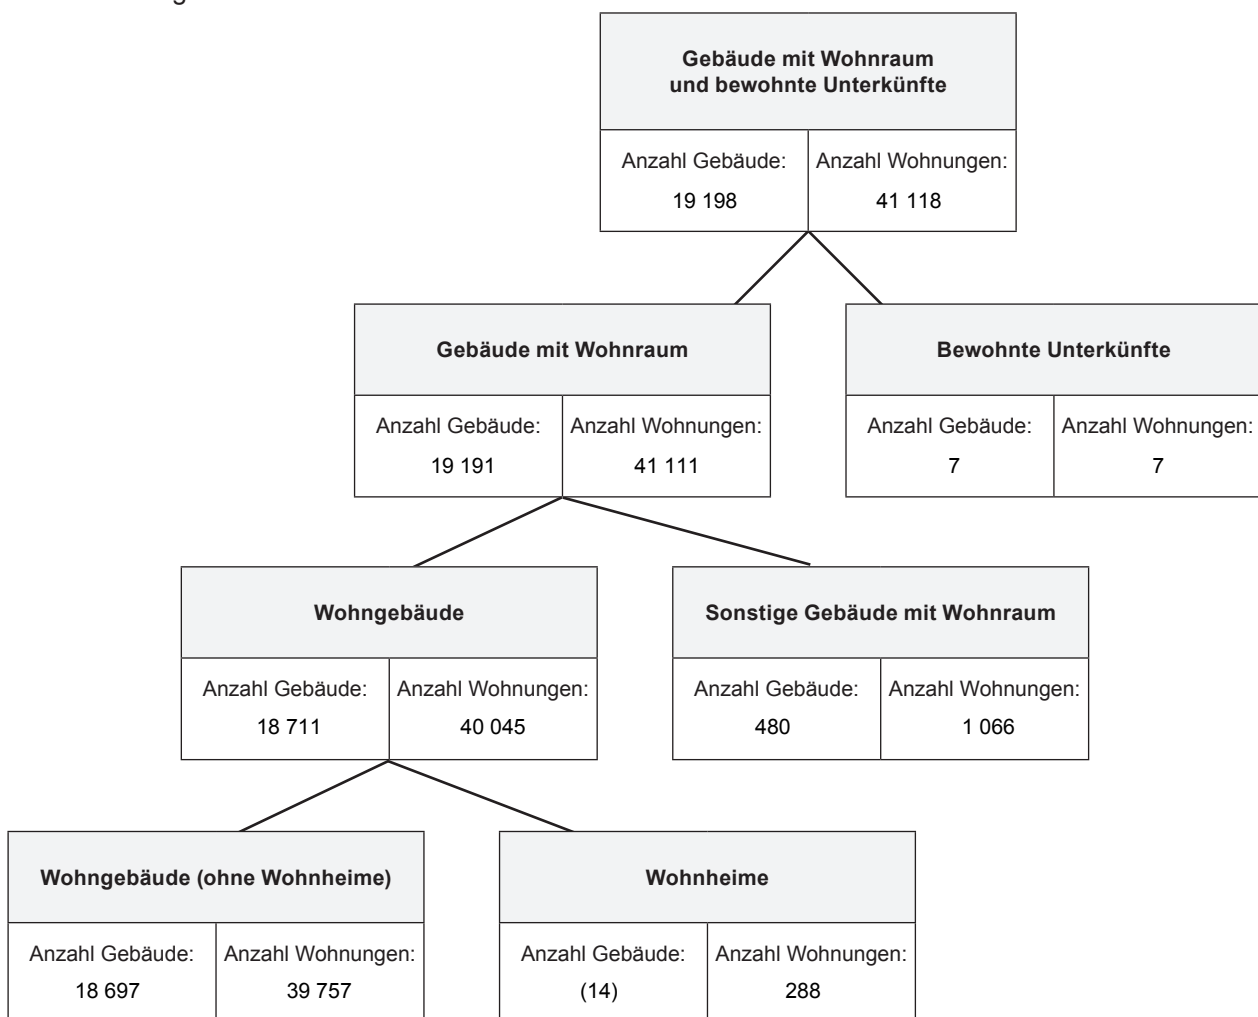 Gebäude mit Wohnraum
und bewohnte Unterkünfte
Anzahl Gebäude: Anzahl Wohnungen:
19 198 41 118
Gebäude mit Wohnraum
Anzahl Gebäude: Anzahl Wohnungen:
19 191 41 111
Bewohnte Unterkünfte
Anzahl Gebäude: Anzahl Wohnungen:
7 7
Wohngebäude
Anzahl Gebäude: Anzahl Wohnungen:
18 711 40 045
Sonstige Gebäude mit Wohnraum
Anzahl Gebäude: Anzahl Wohnungen:
480 1 066
Wohngebäude (ohne Wohnheime)
Anzahl Gebäude: Anzahl Wohnungen:
18 697 39 757
Wohnheime
Anzahl Gebäude: Anzahl Wohnungen:
(14) 288